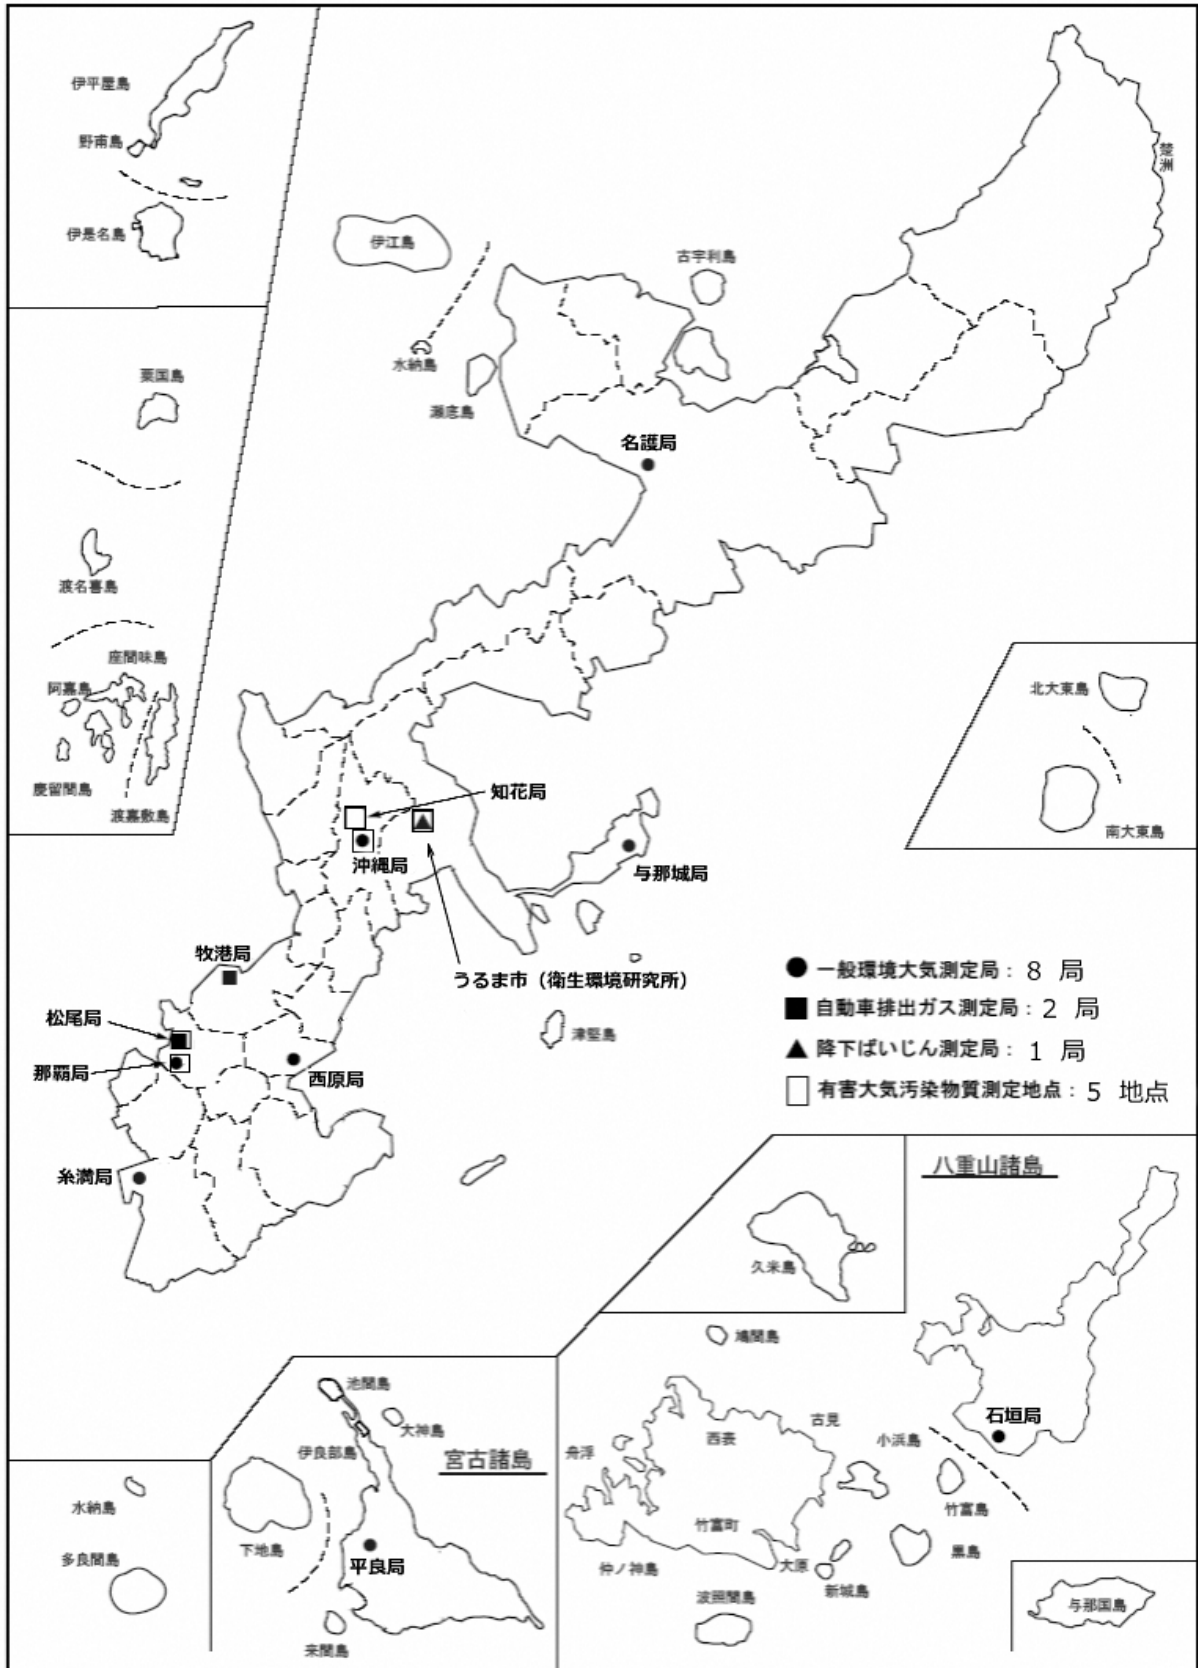 伊平屋島
野甫島
伊是名島
伊江島
古宇利島
楚洲
水納島
瀬底島
粟国島
名護局
渡名喜島
座間味島
阿嘉島
慶留間島
渡嘉敷島
北大東島
南大東島
知花局
沖縄局
与那城局
牧港局
うるま市（衛生環境研究所）
松尾局
那覇局
西原局
津堅島
糸満局
一般環境大気測定局：8 局
自動車排出ガス測定局：2 局
降下ばいじん測定局：1 局
有害大気汚染物質測定地点：5 地点
久米島
八重山諸島
鳩間島
古見
西表
舟浮
小浜島
石垣局
竹富島
竹富町
仲ノ神島
大原
新城島
黒島
波照間島
与那国島
宮古諸島
池間島
大神島
伊良部島
下地島
平良局
来間島
水納島
多良間島